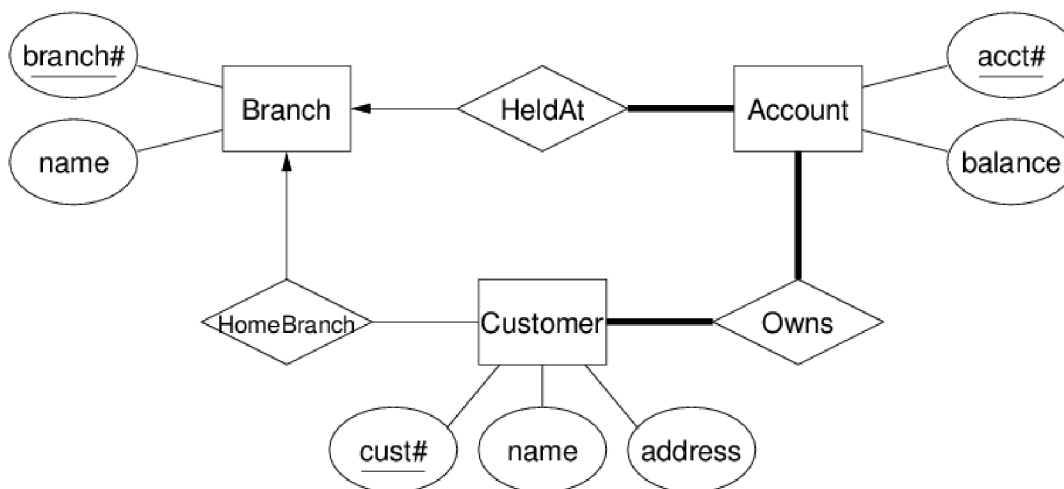 branch#
acct#
Branch
HeldAt
Account
name
balance
HomeBranch
Customer
Owns
cust#
name
address